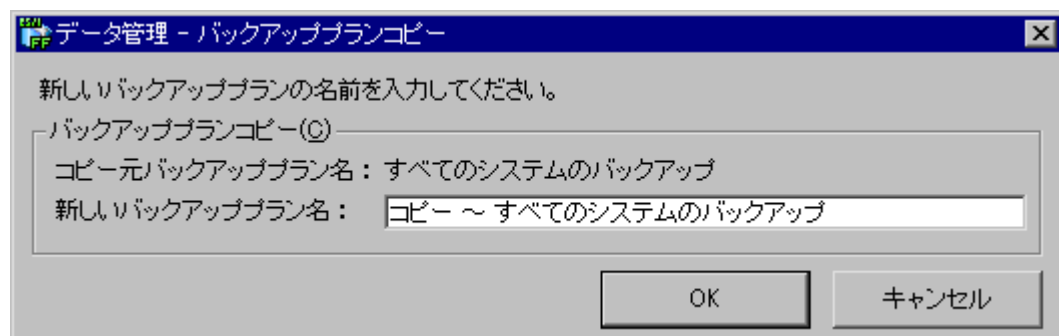 データ管理 - バックアッププランコピー
新しいバックアッププランの名前を入力してください。
バックアッププランコピー(C)
コピー元バックアッププラン名： すべてのシステムのバックアップ
新しいバックアッププラン名： コピー ～ すべてのシステムのバックアップ
OK キャンセル